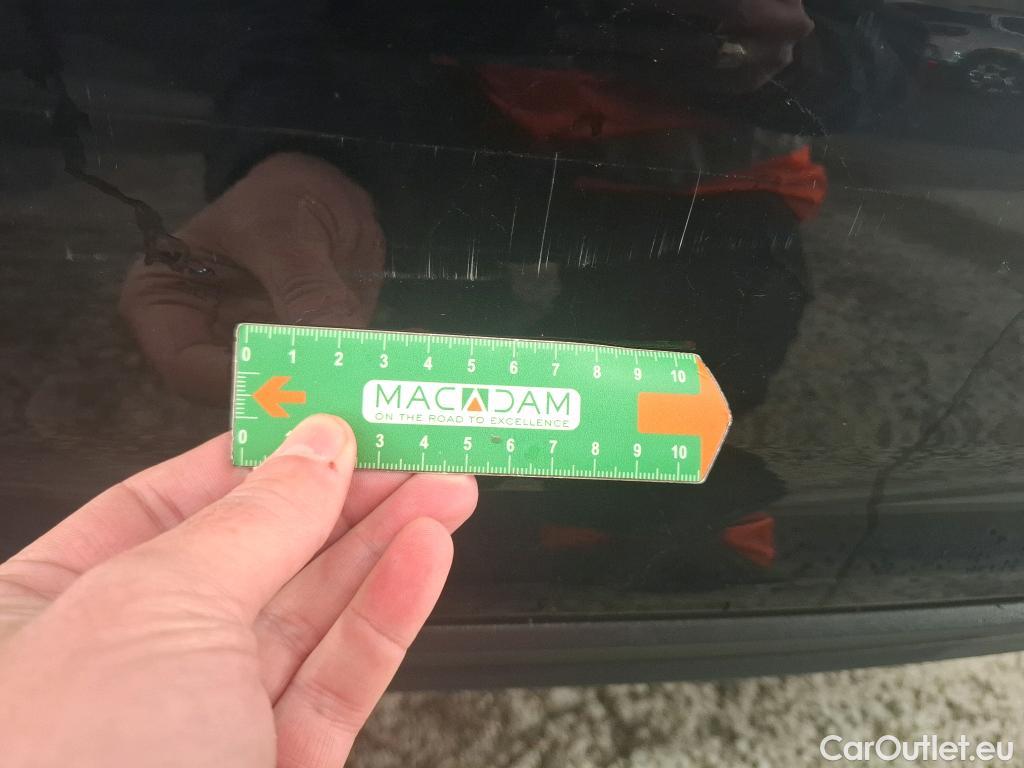 0 1 2 3 4 5 6 7 8 9 10
MACADAM
ON THE ROAD TO EXCELLENCE
0 3 4 5 6 7 8 9 10
CarOutlet.eu